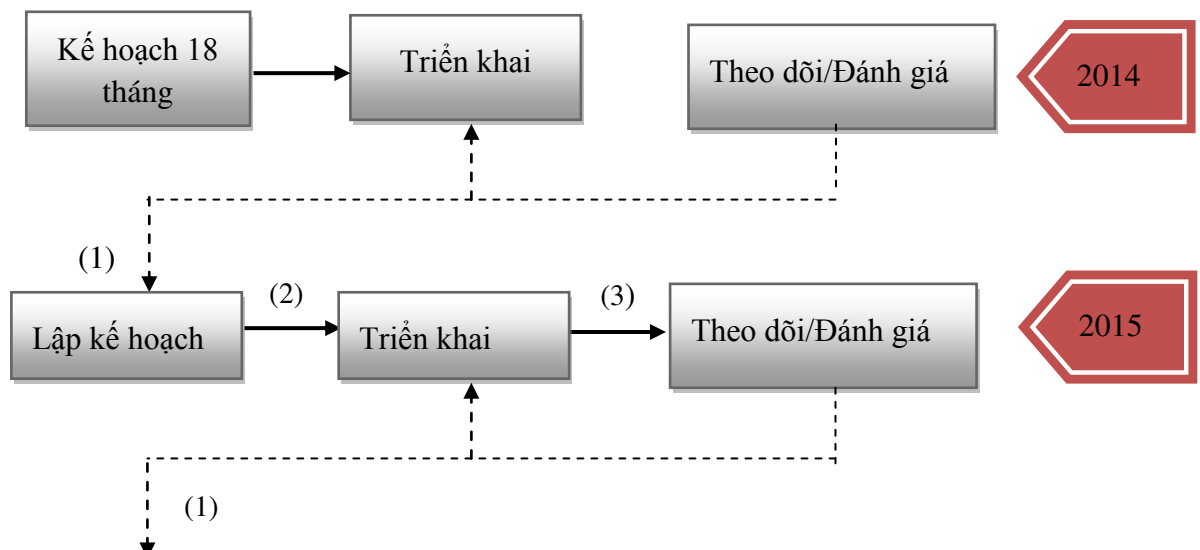 Kế hoạch 18
tháng
Triển khai
Theo dõi/Đánh giá
2014
(1)
(2)
(3)
Lập kế hoạch
Triển khai
Theo dõi/Đánh giá
2015
(1)